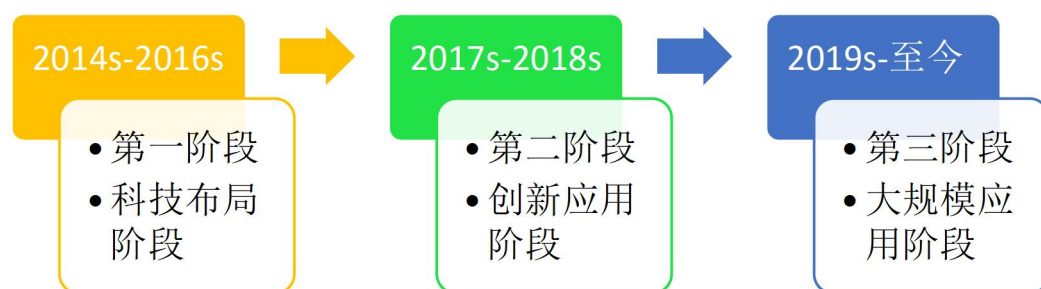 2014s-2016s
• 第一阶段
• 科技布局
阶段
2017s-2018s
• 第二阶段
• 创新应用
阶段
2019s-至今
• 第三阶段
• 大规模应
用阶段